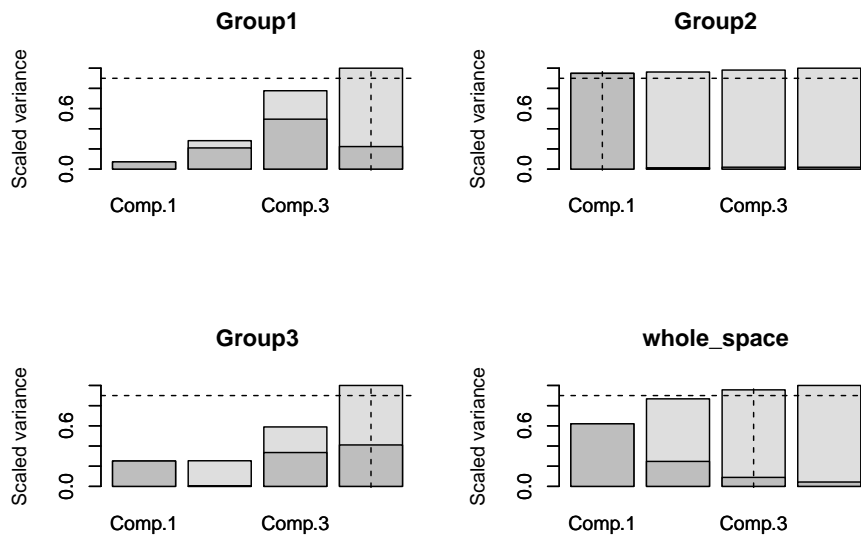 Group1
Scaled variance
0.6
0.0
Comp.1 Comp.3
Group2
Scaled variance
0.6
0.0
Comp.1 Comp.3
Group3
Scaled variance
0.6
0.0
Comp.1 Comp.3
whole_space
Scaled variance
0.6
0.0
Comp.1 Comp.3